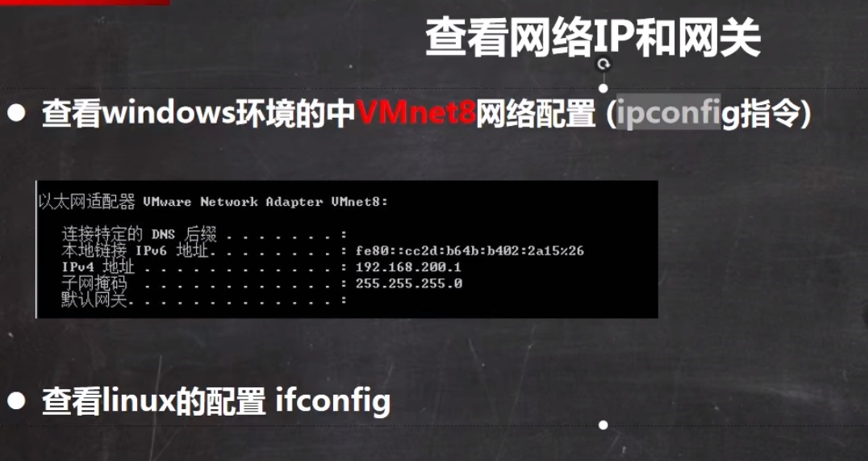 查看网络IP和网关
● 查看windows环境的中VMnet8网络配置 (ipconfig指令)
以太网适配器 VMware Network Adapter VMnet8:
连接特定的 DNS 后缀 . . . . . . . :
本地链接 IPv6 地址. . . . . . . . : fe80::cc2d:b64b:b402:2a15%26
IPv4 地址 . . . . . . . . . . . . : 192.168.200.1
子网掩码 . . . . . . . . . . . . : 255.255.255.0
默认网关. . . . . . . . . . . . . :
● 查看linux的配置 ifconfig